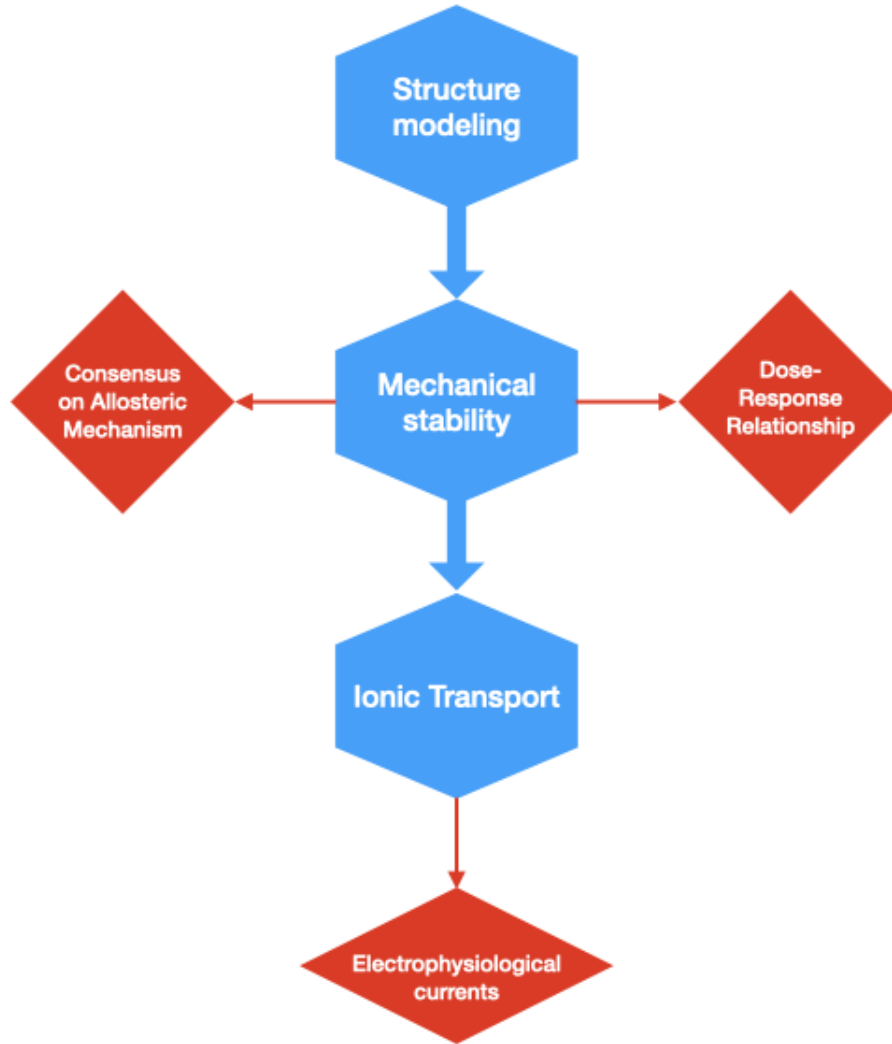 Structure
modeling
Consensus
on Allosteric
Mechanism
Mechanical
stability
Dose-
Response
Relationship
Ionic Transport
Electrophysiological
currents